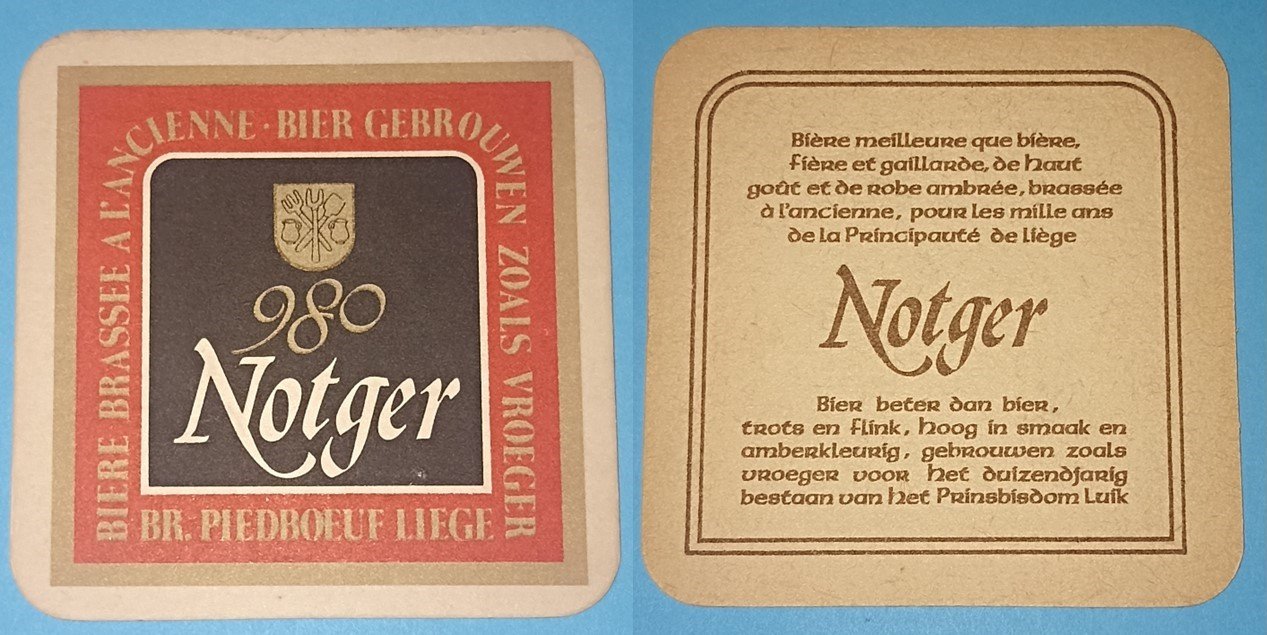 BIERE BRASSEE A L'ANCIENNE · BIER GEBROUWEN ZOALS VROEGER
980
Notger
BR. PIEDBOEUF LIEGE
Bière meilleure que bière,
fière et gaillarde, de haut
goût et de robe ambrée, brassée
à l'ancienne, pour les mille ans
de la Principauté de liège
Notger
Bier beter dan bier,
trots en flink, hoog in smaak en
amberkleurig, gebrouwen zoals
vroeger voor het duizendjarig
bestaan van het Prinsbisdom Luik